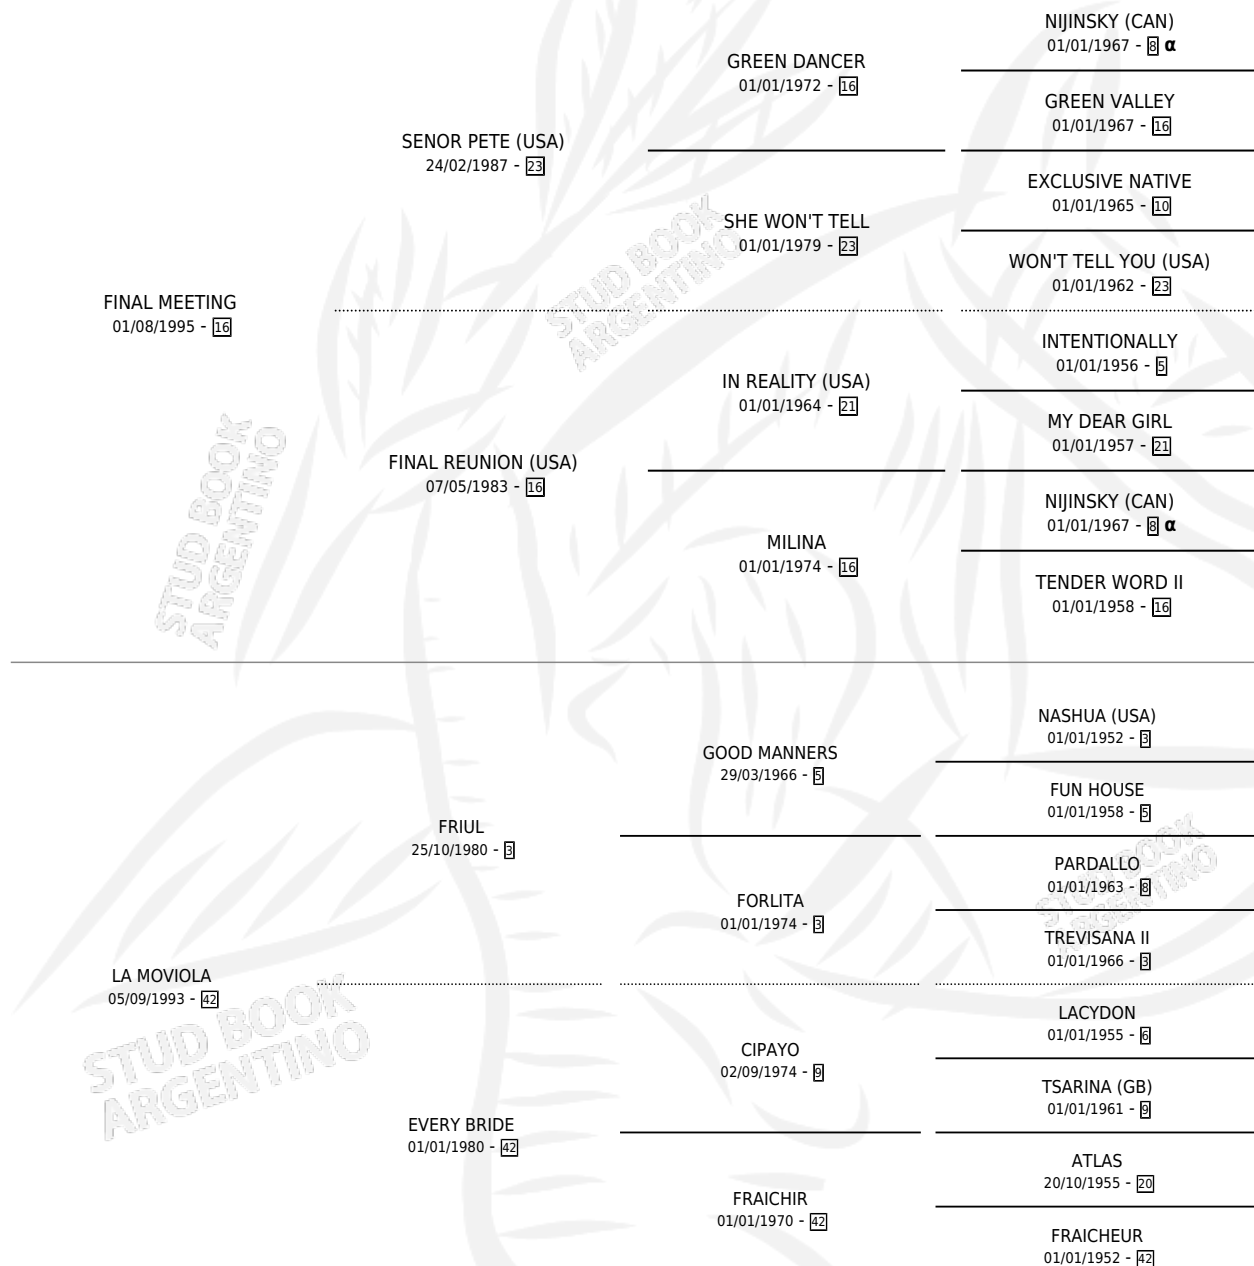 NIJINSKY (CAN)
01/01/1967 - 8 α
GREEN DANCER
01/01/1972 - 16
GREEN VALLEY
01/01/1967 - 16
SENOR PETE (USA)
24/02/1987 - 23
EXCLUSIVE NATIVE
01/01/1965 - 10
SHE WON'T TELL
01/01/1979 - 23
WON'T TELL YOU (USA)
01/01/1962 - 23
FINAL MEETING
01/08/1995 - 16
INTENTIONALLY
01/01/1956 - 5
IN REALITY (USA)
01/01/1964 - 21
MY DEAR GIRL
01/01/1957 - 21
FINAL REUNION (USA)
07/05/1983 - 16
NIJINSKY (CAN)
01/01/1967 - 8 α
MILINA
01/01/1974 - 16
TENDER WORD II
01/01/1958 - 16
NASHUA (USA)
01/01/1952 - 3
GOOD MANNERS
29/03/1966 - 5
FUN HOUSE
01/01/1958 - 5
FRIUL
25/10/1980 - 3
PARDALLO
01/01/1963 - 8
FORLITA
01/01/1974 - 3
TREVISANA II
01/01/1966 - 3
LA MOVIOLA
05/09/1993 - 42
LACYDON
01/01/1955 - 6
CIPAYO
02/09/1974 - 9
TSARINA (GB)
01/01/1961 - 9
EVERY BRIDE
01/01/1980 - 42
ATLAS
20/10/1955 - 20
FRAICHIR
01/01/1970 - 42
FRAICHEUR
01/01/1952 - 42
STUD BOOK
ARGENTINO
STUD BOOK
ARGENTINO
STUD BOOK
ARGENTINO
STUD BOOK
ARGENTINO